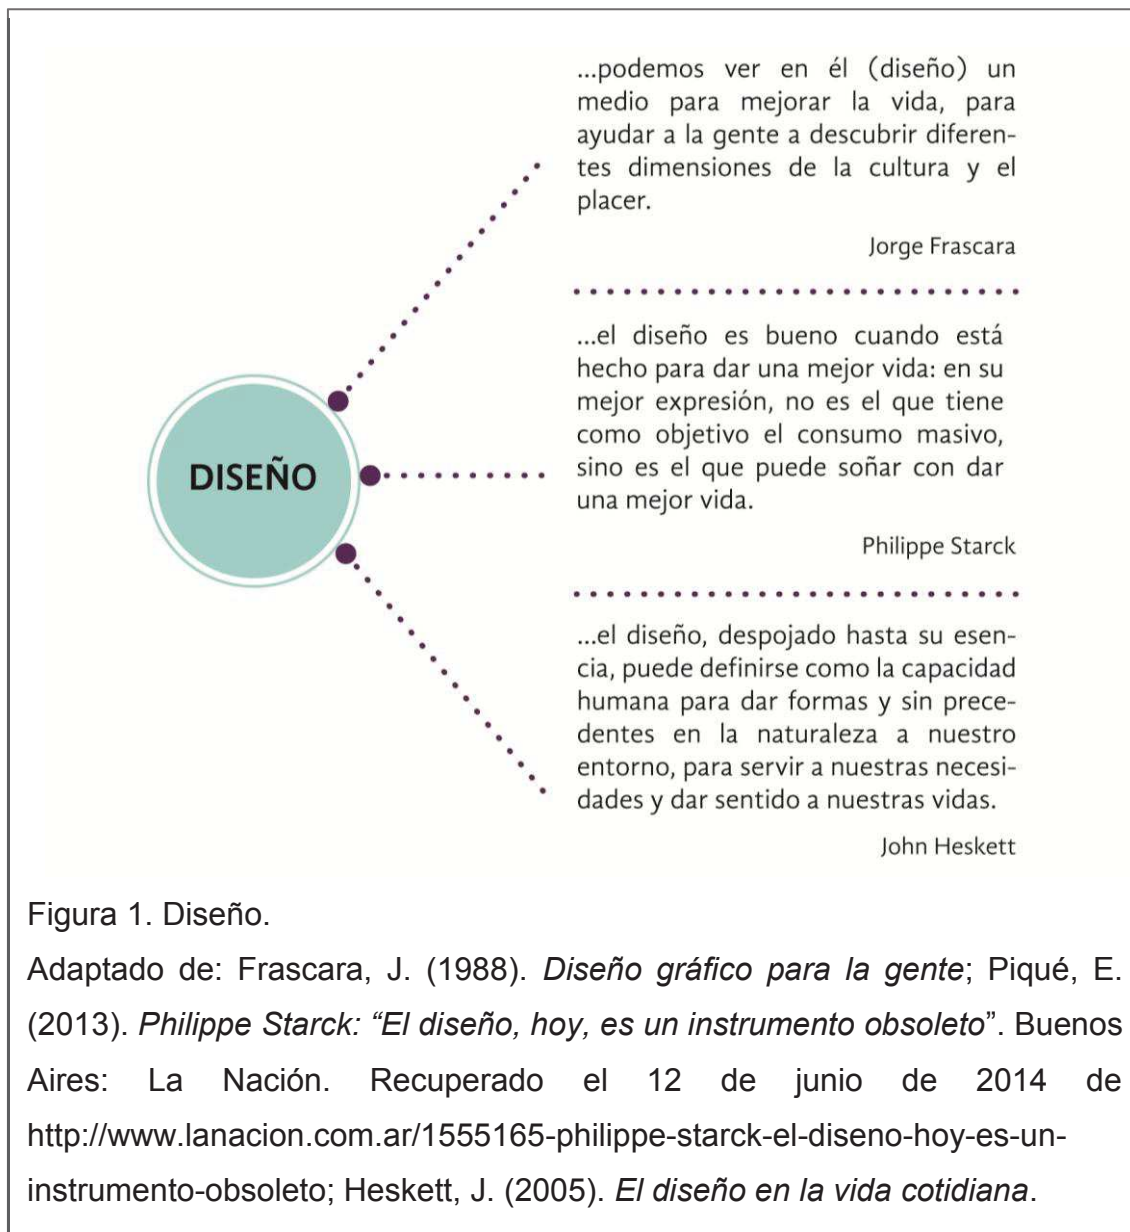 ...podemos ver en él (diseño) un
medio para mejorar la vida, para
ayudar a la gente a descubrir diferen-
tes dimensiones de la cultura y el
placer.
Jorge Frascara
...el diseño es bueno cuando está
hecho para dar una mejor vida: en su
mejor expresión, no es el que tiene
como objetivo el consumo masivo,
sino es el que puede soñar con dar
una mejor vida.
Philippe Starck
DISEÑO
...el diseño, despojado hasta su esen-
cia, puede definirse como la capacidad
humana para dar formas y sin prece-
dentes en la naturaleza a nuestro
entorno, para servir a nuestras necesi-
dades y dar sentido a nuestras vidas.
John Heskett
Figura 1. Diseño.
Adaptado de: Frascara, J. (1988). Diseño gráfico para la gente; Piqué, E.
(2013). Philippe Starck: “El diseño, hoy, es un instrumento obsoleto”. Buenos
Aires: La Nación. Recuperado el 12 de junio de 2014 de
http://www.lanacion.com.ar/1555165-philippe-starck-el-diseno-hoy-es-un-
instrumento-obsoleto; Heskett, J. (2005). El diseño en la vida cotidiana.